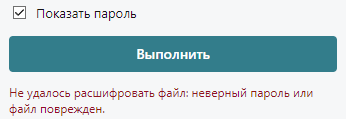 Показать пароль
Выполнить
Не удалось расшифровать файл: неверный пароль или
файл поврежден.